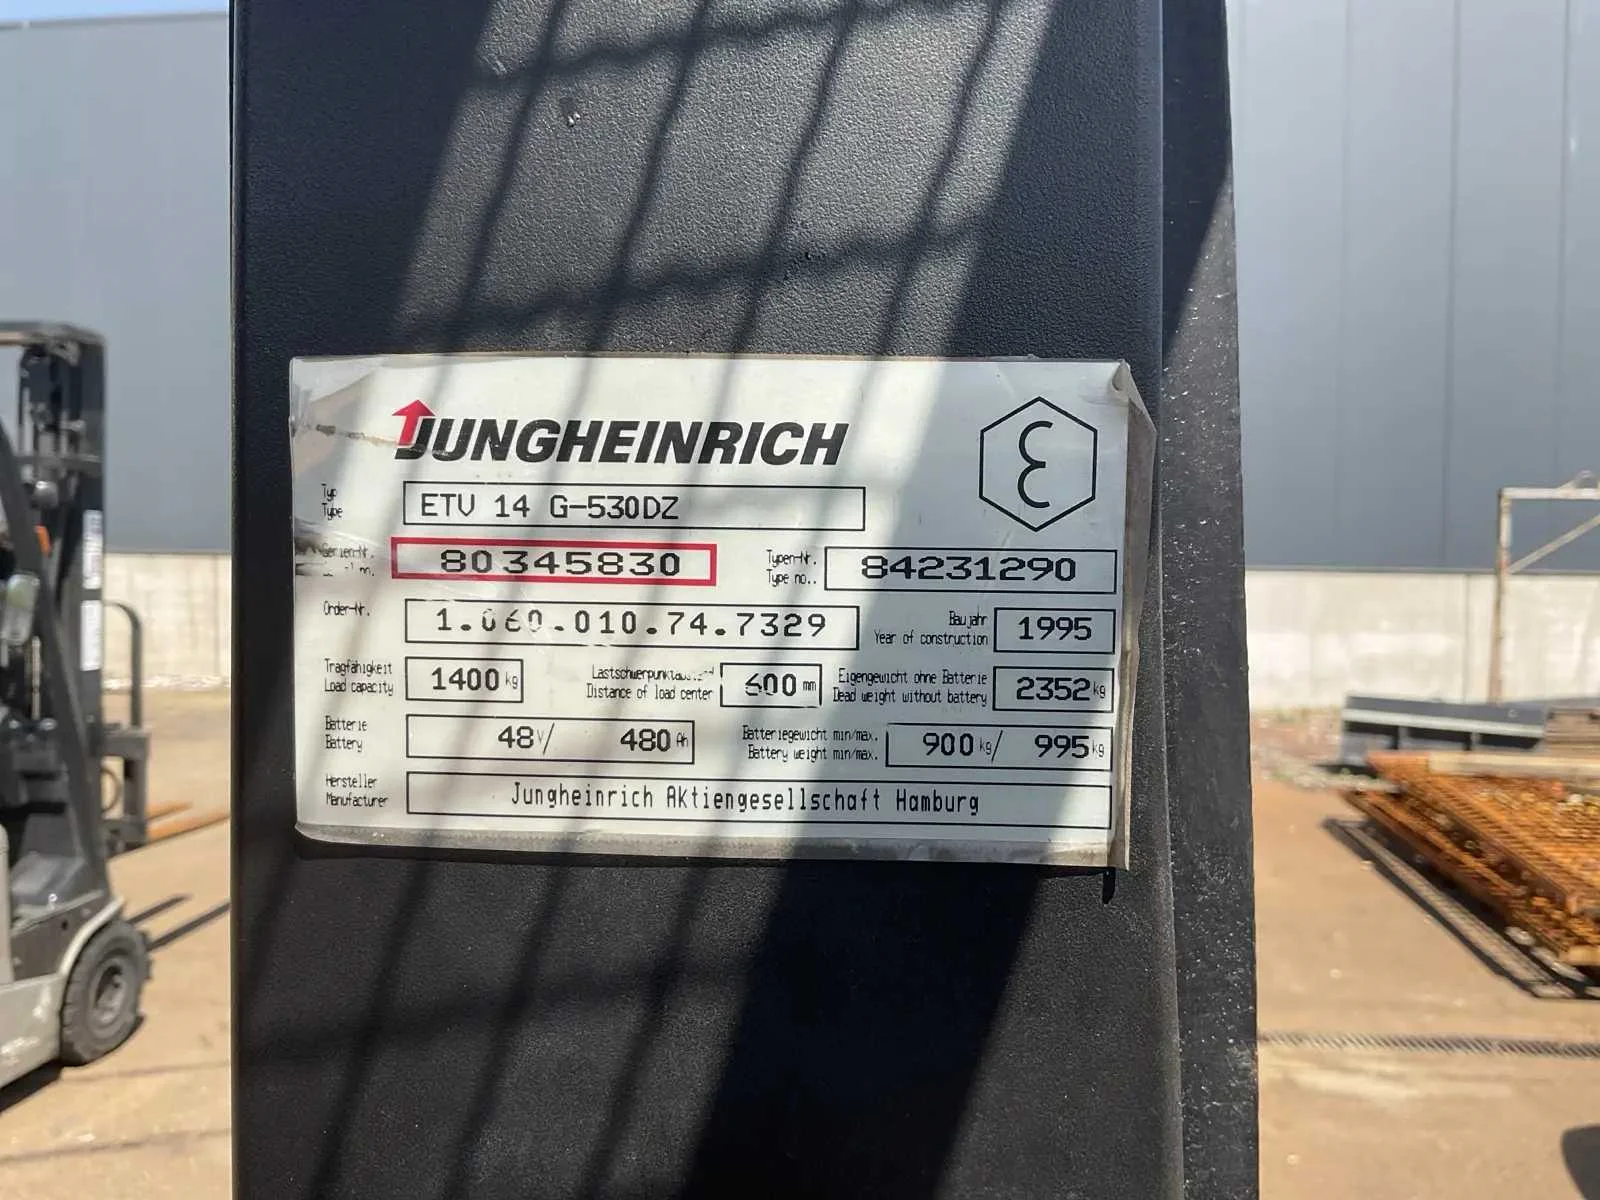 JUNGHEINRICH
Typ
Type
ETV 14 G-530DZ
Serien-Nr.
80345830
Typen-Nr.
Type no..
84231290
Order-Nr.
1.060.010.74.7329
Baujahr
Year of construction
1995
Tragfähigkeit
Load capacity
1400 kg
Distance of load center
600 mm
Eigengewicht ohne Batterie
Dead weight without battery
2352 kg
Batterie
Battery
48 V/ 480 Ah
Batteriegewicht min/max.
Battery weight min/max.
900 kg/ 995 kg
Hersteller
Manufacturer
Jungheinrich Aktiengesellschaft Hamburg